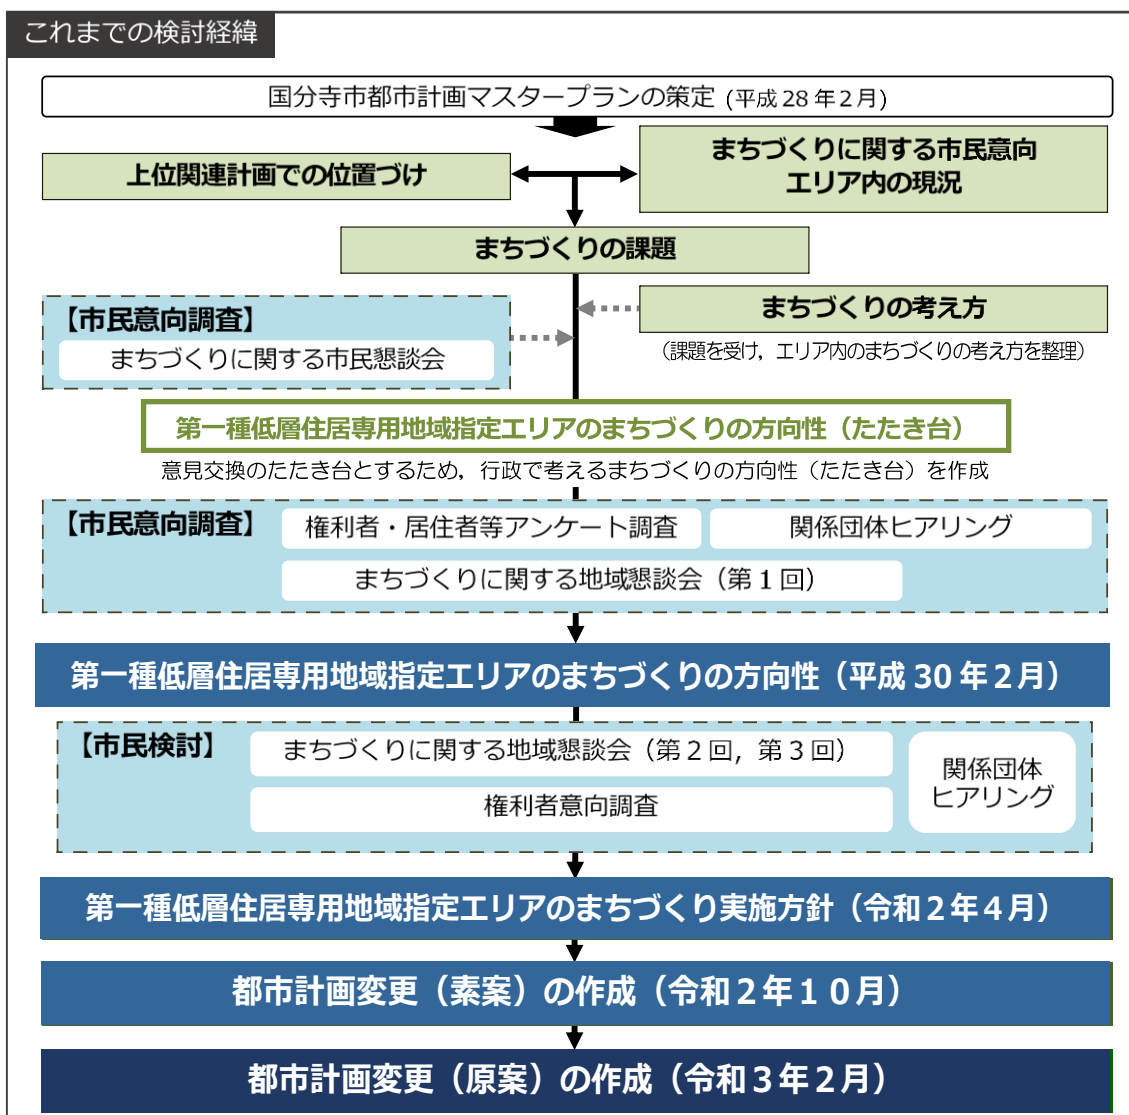 これまでの検討経緯
国分寺市都市計画マスタープランの策定 (平成28年2月)
上位関連計画での位置づけ
まちづくりに関する市民意向
エリア内の現況
まちづくりの課題
【市民意向調査】
まちづくりに関する市民懇談会
まちづくりの考え方
(課題を受け，エリア内のまちづくりの考え方を整理)
第一種低層住居専用地域指定エリアのまちづくりの方向性（たたき台）
意見交換のたたき台とするため，行政で考えるまちづくりの方向性（たたき台）を作成
【市民意向調査】
権利者・居住者等アンケート調査
関係団体ヒアリング
まちづくりに関する地域懇談会（第１回）
第一種低層住居専用地域指定エリアのまちづくりの方向性（平成 30 年２月）
【市民検討】
まちづくりに関する地域懇談会（第２回，第３回）
権利者意向調査
関係団体
ヒアリング
第一種低層住居専用地域指定エリアのまちづくり実施方針（令和２年４月）
都市計画変更（素案）の作成（令和２年１０月）
都市計画変更（原案）の作成（令和３年２月）